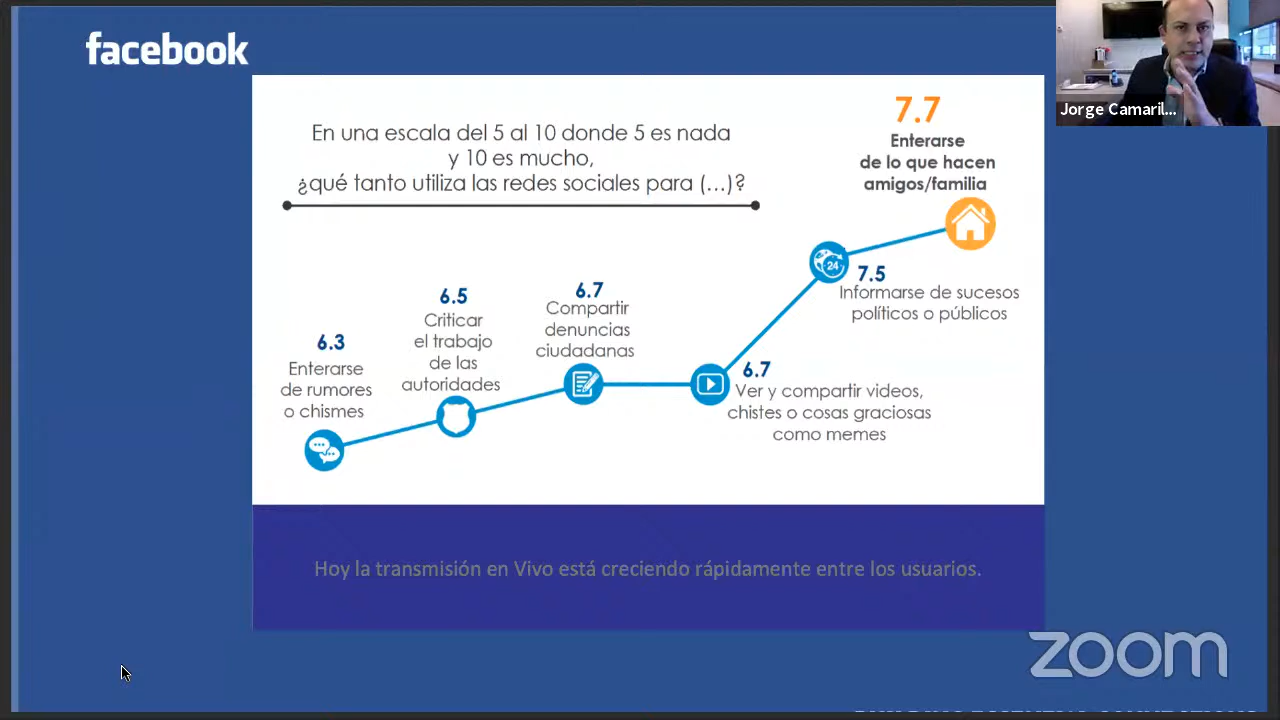 facebook
Jorge Camaril...
En una escala del 5 al 10 donde 5 es nada
y 10 es mucho,
¿qué tanto utiliza las redes sociales para (...)?
7.7
Enterarse
de lo que hacen
amigos/familia
6.3
Enterarse
de rumores
o chismes
6.5
Criticar
el trabajo
de las
autoridades
6.7
Compartir
denuncias
ciudadanas
6.7
Ver y compartir videos,
chistes o cosas graciosas
como memes
24
7.5
Informarse de sucesos
políticos o públicos
Hoy la transmisión en Vivo está creciendo rápidamente entre los usuarios.
zoom